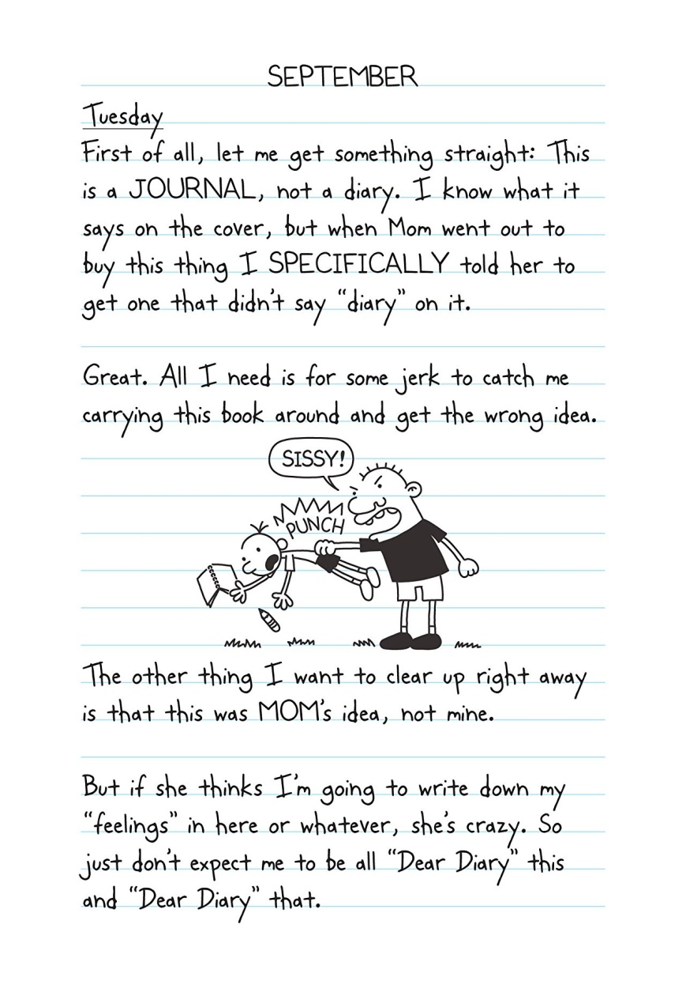 SEPTEMBER
Tuesday
First of all, let me get something straight: This
is a JOURNAL, not a diary. I know what it
says on the cover, but when Mom went out to
buy this thing I SPECIFICALLY told her to
get one that didn't say “diary” on it.
Great. All I need is for some jerk to catch me
carrying this book around and get the wrong idea.
SISSY!
PUNCH
The other thing I want to clear up right away
is that this was MOM's idea, not mine.
But if she thinks I'm going to write down my
“feelings” in here or whatever, she's crazy. So
just don't expect me to be all “Dear Diary” this
and “Dear Diary” that.